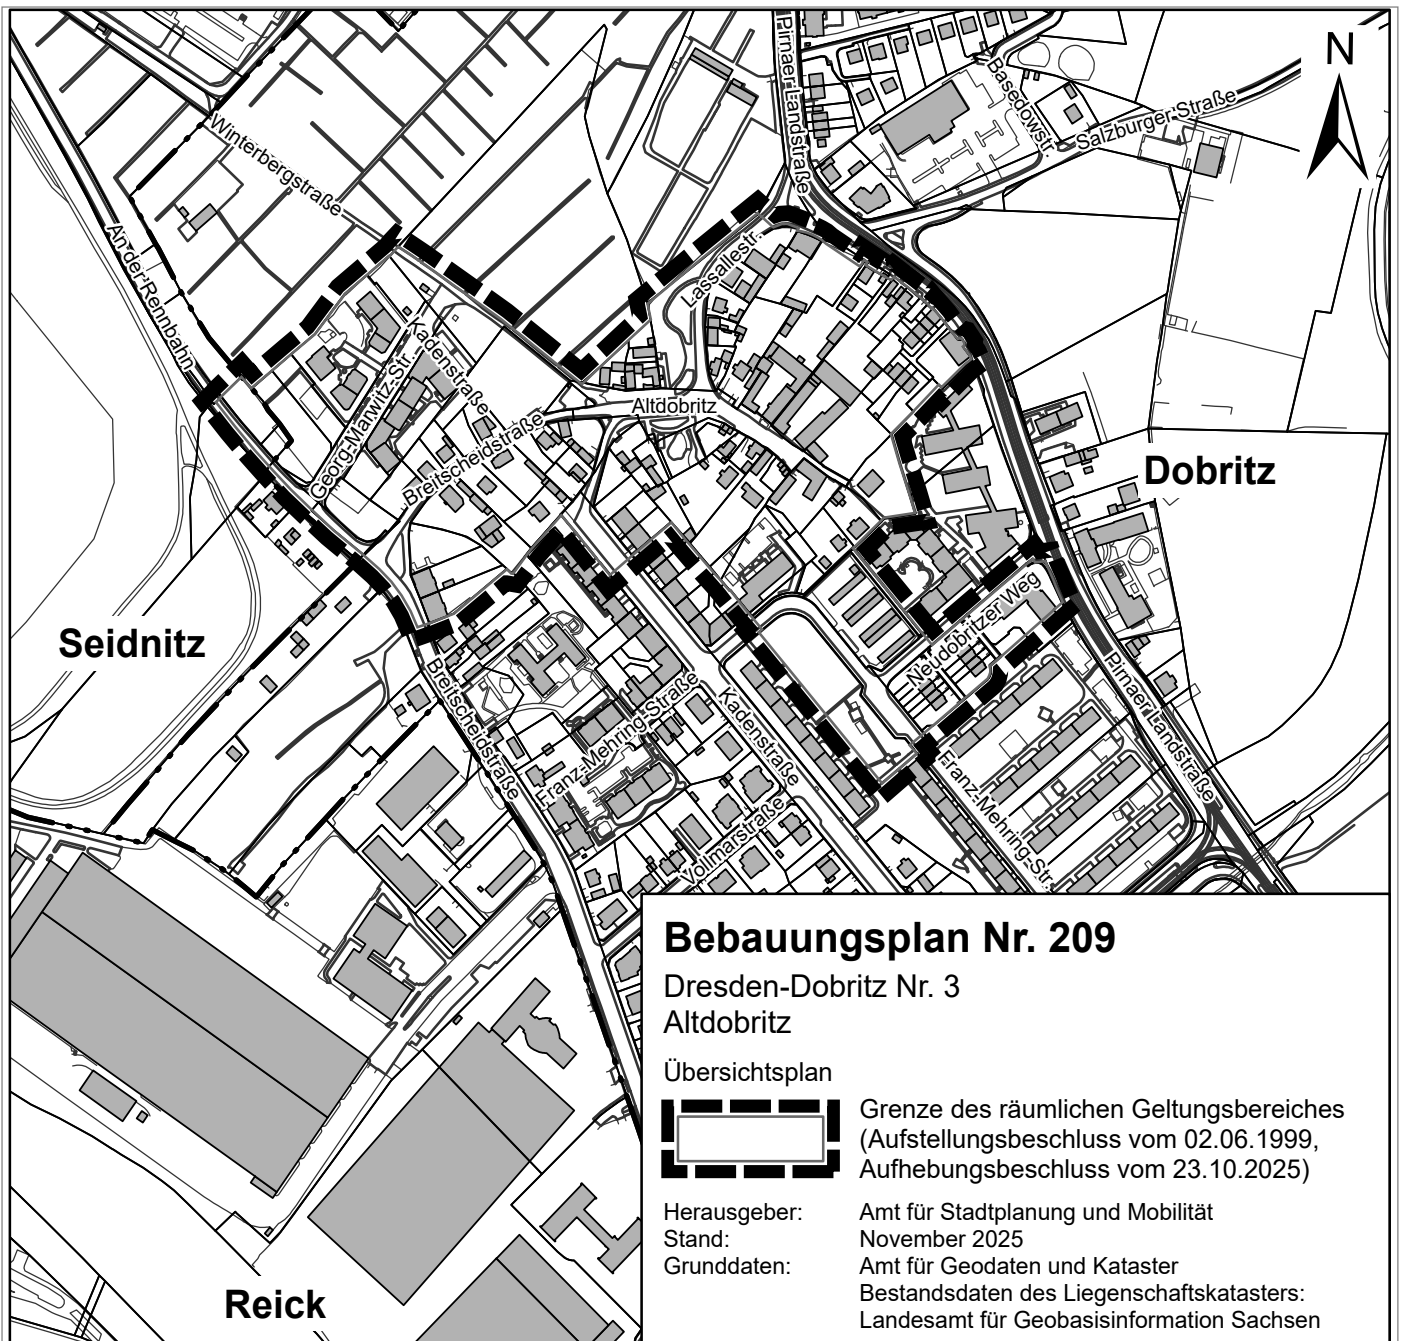 Pirnaer Landstraße
Basedowstr.
Salzburger Straße
N
Winterbergstraße
An der Rennbahn
Lassallestr.
Kadenstraße
Georg-Marwitz-Str.
Altdobritz
Breitscheidstraße
Dobritz
Seidnitz
Neudobritzer Weg
Breitscheidstraße
Franz-Mehring-Straße
Kadenstraße
Pirnaer Landstraße
Franz-Mehring-Str.
Vollmarstraße
Reick
Bebauungsplan Nr. 209
Dresden-Dobritz Nr. 3
Altdobritz
Übersichtsplan
Grenze des räumlichen Geltungsbereiches
(Aufstellungsbeschluss vom 02.06.1999,
Aufhebungsbeschluss vom 23.10.2025)
Herausgeber: Amt für Stadtplanung und Mobilität
Stand: November 2025
Grunddaten: Amt für Geodaten und Kataster
Bestandsdaten des Liegenschaftskatasters:
Landesamt für Geobasisinformation Sachsen